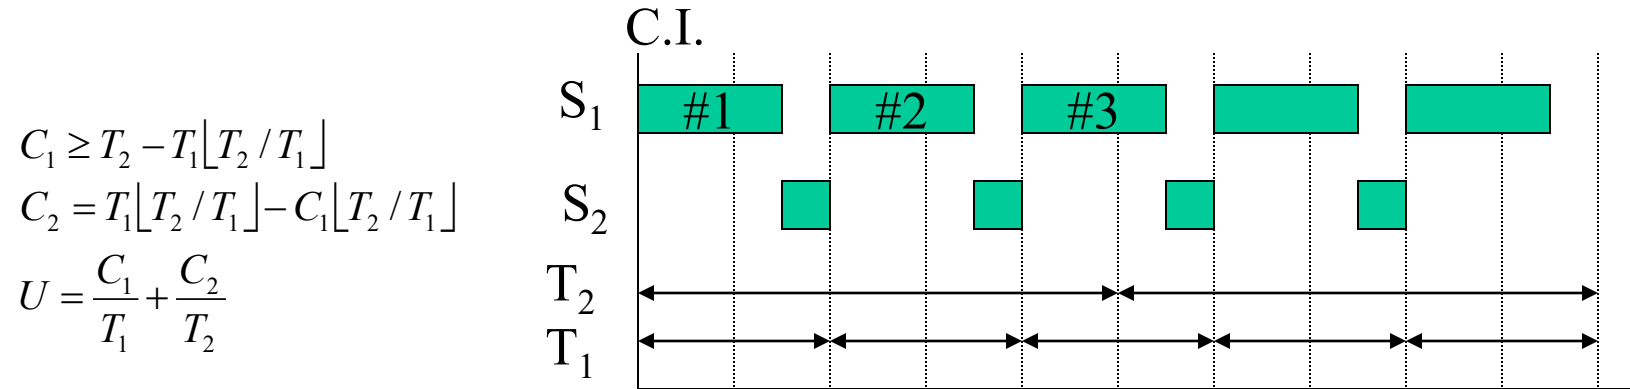 C.I.
S₁ #1 #2 #3
C₁ ≥ T₂ − T₁⌊T₂ / T₁⌋
C₂ = T₁⌊T₂ / T₁⌋ − C₁⌊T₂ / T₁⌋
S₂
U = C₁/T₁ + C₂/T₂
T₂
T₁